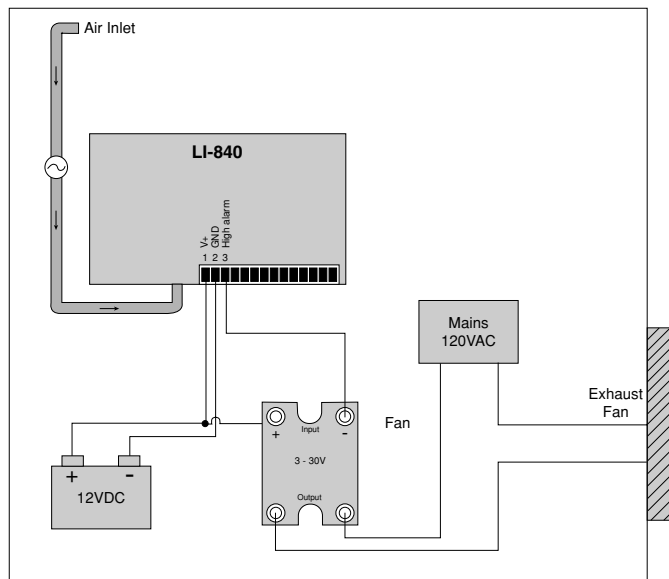 Air Inlet
LI-840
V+
GND
High alarm
1 2 3
Mains
120VAC
Exhaust
Fan
Fan
Input
+ -
3 - 30V
Output
+ -
12VDC